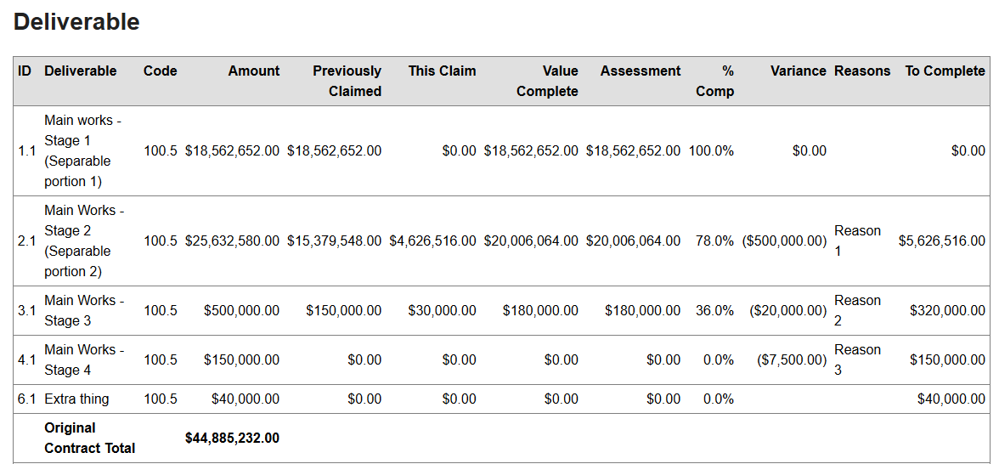 Deliverable
ID Deliverable Code Amount Previously Claimed This Claim Value Complete Assessment % Comp Variance Reasons To Complete
1.1 Main works - Stage 1 (Separable portion 1) 100.5 $18,562,652.00 $18,562,652.00 $0.00 $18,562,652.00 $18,562,652.00 100.0% $0.00 $0.00
2.1 Main Works - Stage 2 (Separable portion 2) 100.5 $25,632,580.00 $15,379,548.00 $4,626,516.00 $20,006,064.00 $20,006,064.00 78.0% ($500,000.00) Reason 1 $5,626,516.00
3.1 Main Works - Stage 3 100.5 $500,000.00 $150,000.00 $30,000.00 $180,000.00 $180,000.00 36.0% ($20,000.00) Reason 2 $320,000.00
4.1 Main Works - Stage 4 100.5 $150,000.00 $0.00 $0.00 $0.00 $0.00 0.0% ($7,500.00) Reason 3 $150,000.00
6.1 Extra thing 100.5 $40,000.00 $0.00 $0.00 $0.00 $0.00 0.0% $40,000.00
Original Contract Total $44,885,232.00